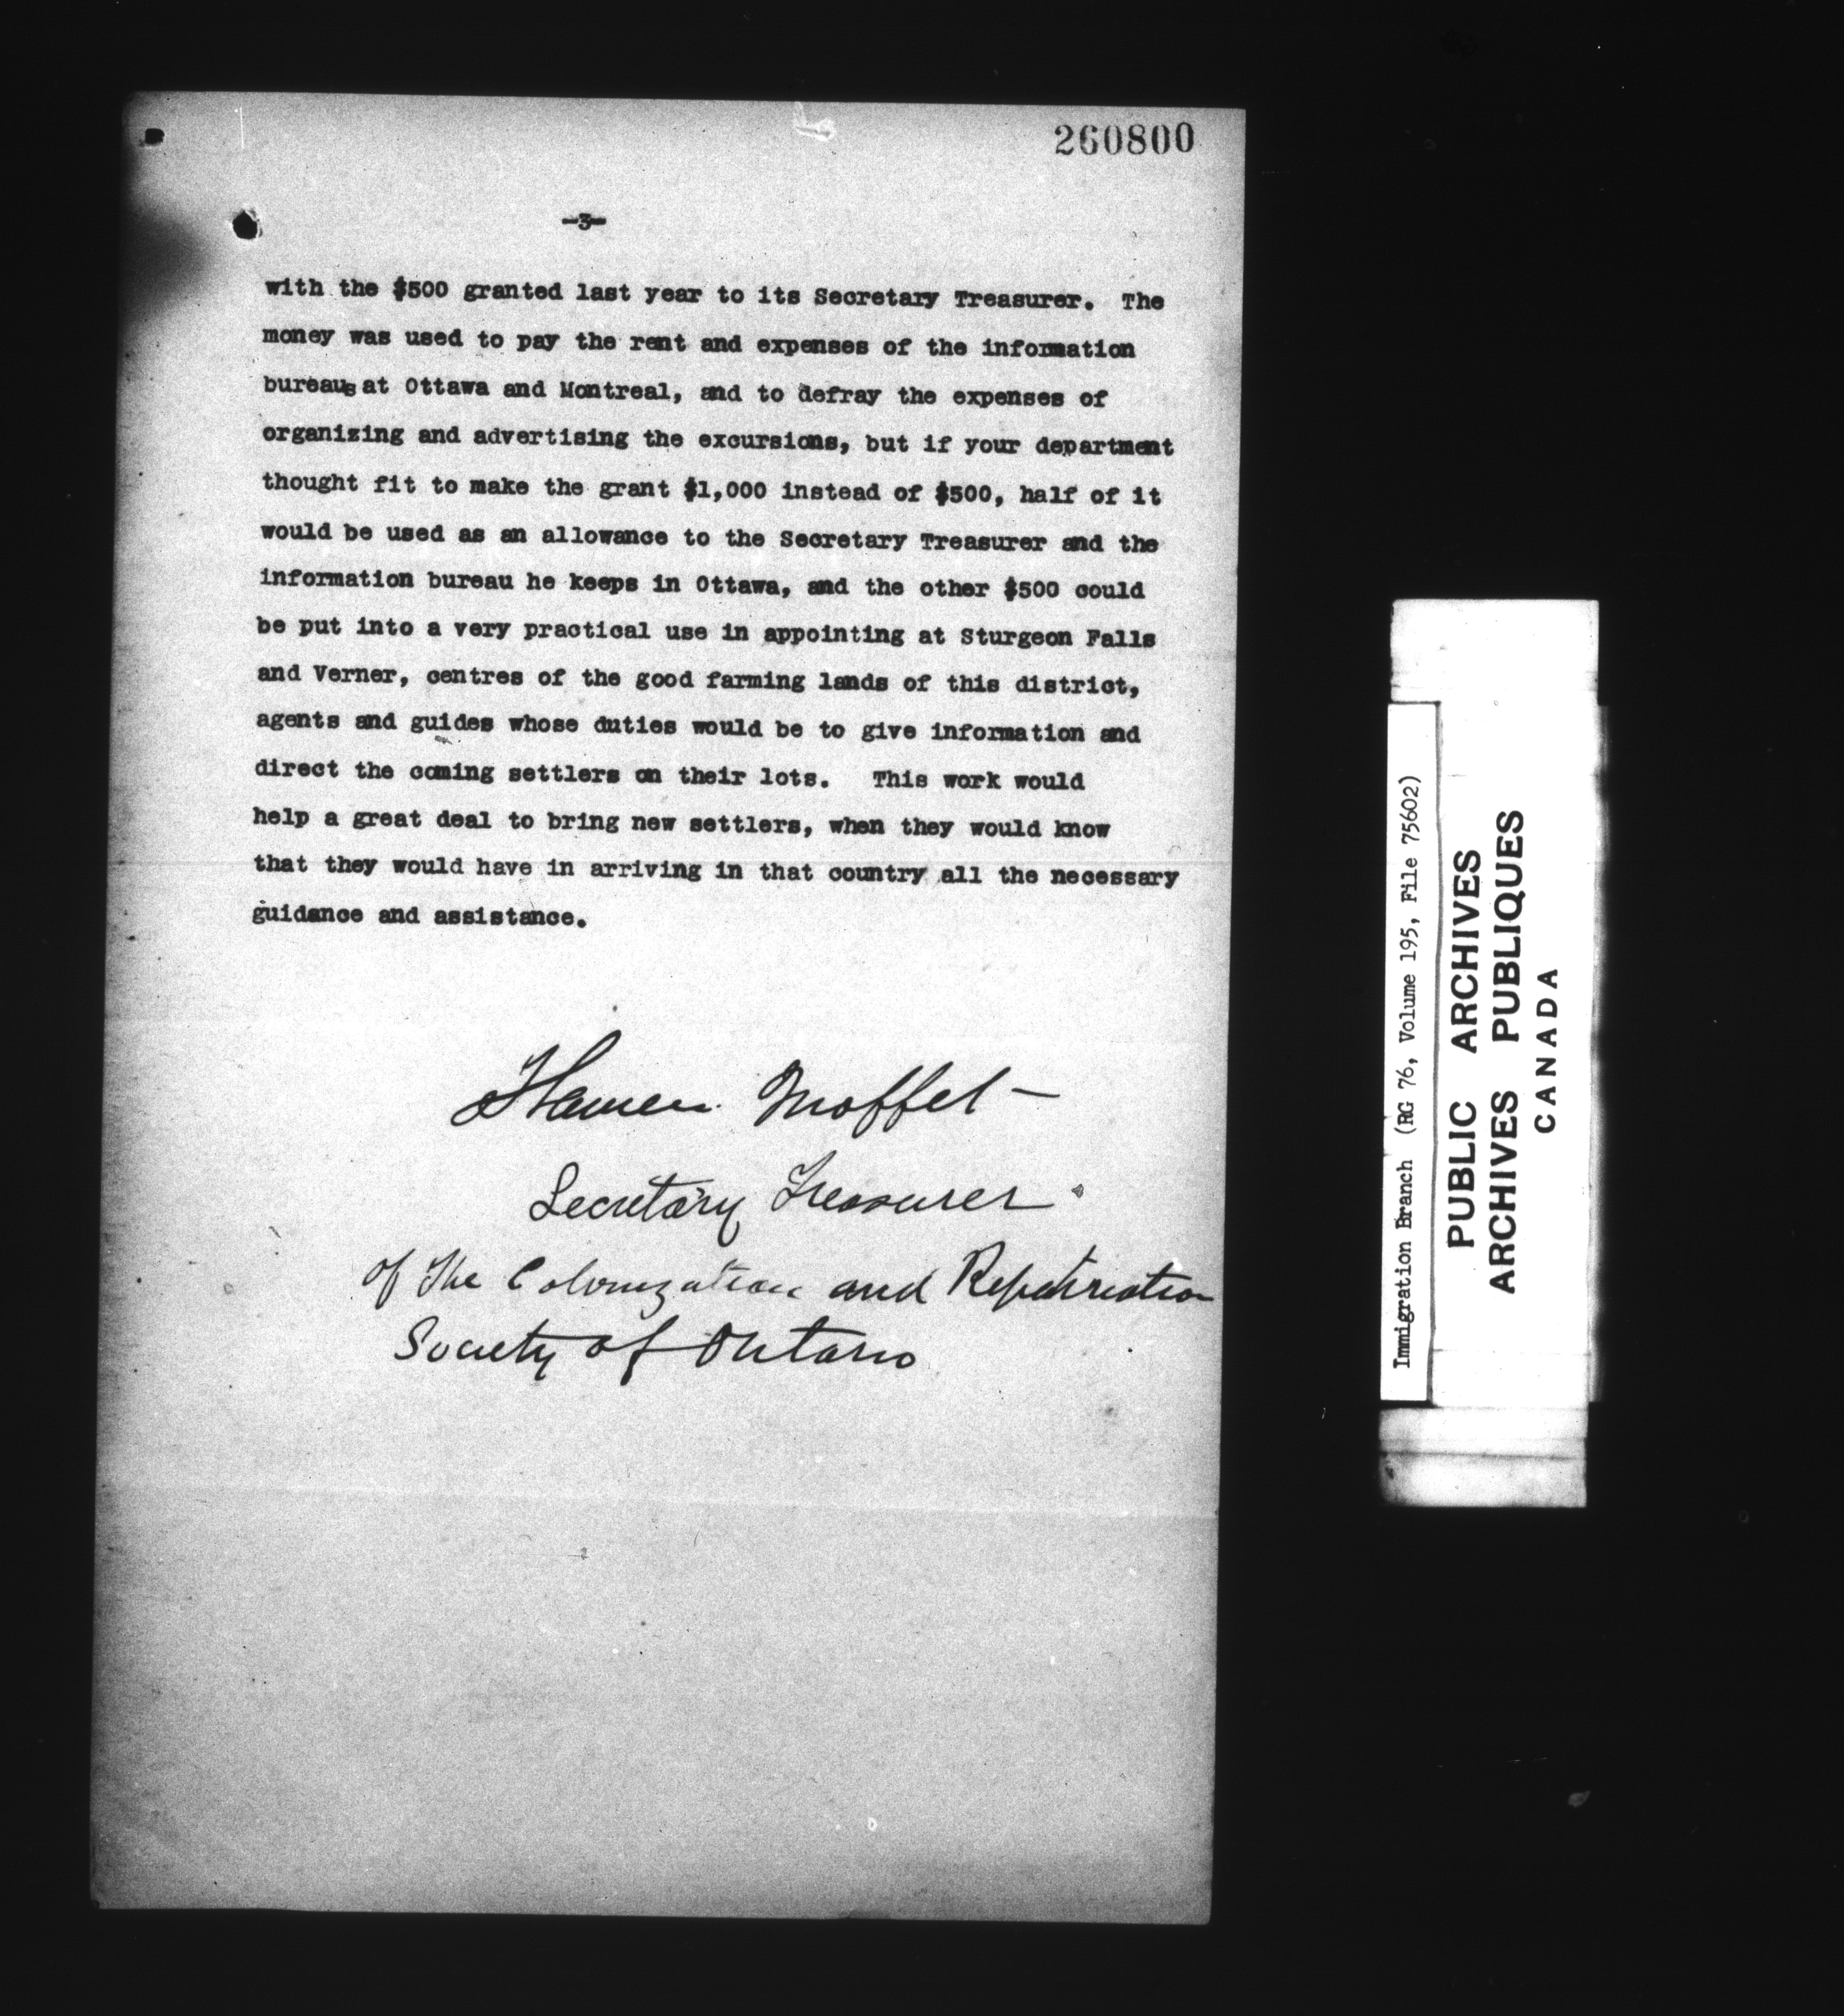 260800
-3-
with the $500 granted last year to its Secretary Treasurer. The
money was used to pay the rent and expenses of the information
bureaus at Ottawa and Montreal, and to defray the expenses of
organizing and advertising the excursions, but if your department
thought fit to make the grant $1,000 instead of $500, half of it
would be used as an allowance to the Secretary Treasurer and the
information bureau he keeps in Ottawa, and the other $500 could
be put into a very practical use in appointing at Sturgeon Falls
and Verner, centres of the good farming lands of this district,
agents and guides whose duties would be to give information and
direct the coming settlers on their lots. This work would
help a great deal to bring new settlers, when they would know
that they would have in arriving in that country all the necessary
guidance and assistance.
Moffet
Secretary Treasurer
of The Colonization and Repatriation
Society of Ontario
Immigration Branch (RG 76, Volume 195, File 75602)
PUBLIC ARCHIVES
ARCHIVES PUBLIQUES
CANADA